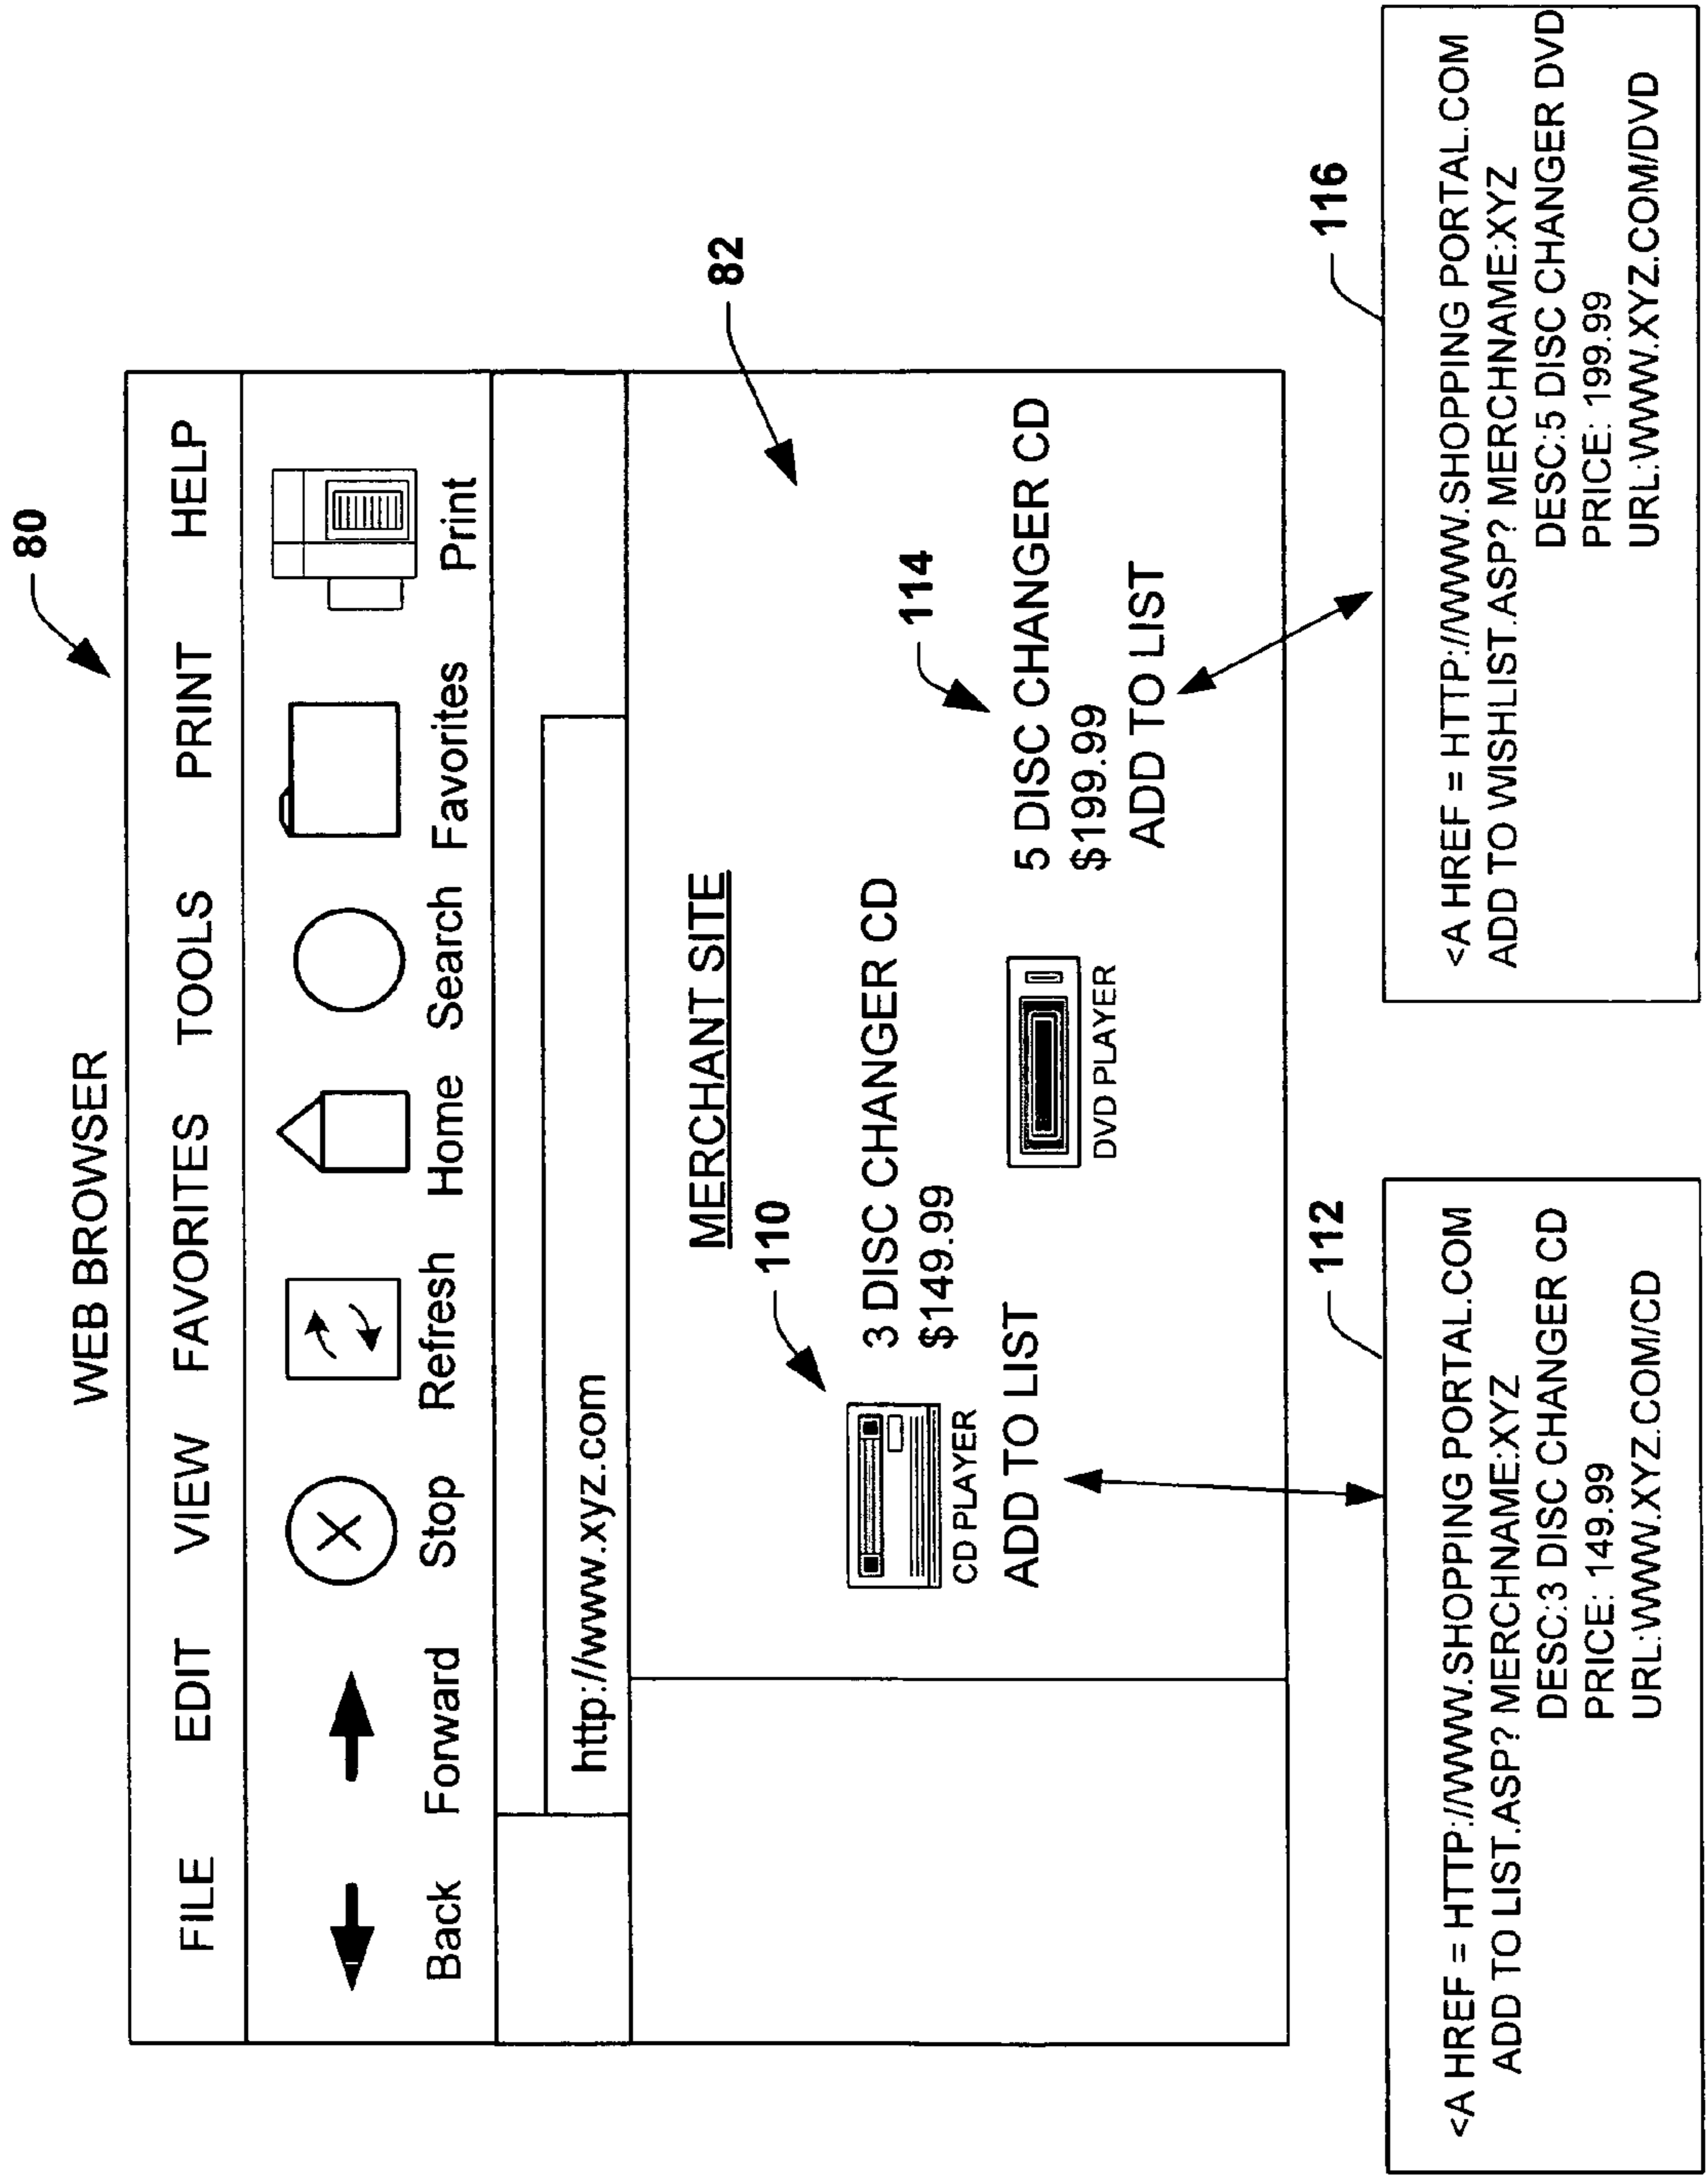 WEB BROWSER
80
FILE EDIT VIEW FAVORITES TOOLS PRINT HELP
Back Forward Stop Refresh Home Search Favorites Print
http://www.xyz.com
82
MERCHANT SITE
110
3 DISC CHANGER CD
$149.99
CD PLAYER
ADD TO LIST
114
5 DISC CHANGER CD
$199.99
ADD TO LIST
DVD PLAYER
112
<A HREF = HTTP://WWW.SHOPPING PORTAL.COM
ADD TO LIST.ASP? MERCHNAME:XYZ
DESC:3 DISC CHANGER CD
PRICE: 149.99
URL:WWW.XYZ.COM/CD
116
<A HREF = HTTP://WWW.SHOPPING PORTAL.COM
ADD TO WISHLIST.ASP? MERCHNAME:XYZ
DESC:5 DISC CHANGER DVD
PRICE: 199.99
URL:WWW.XYZ.COM/DVD